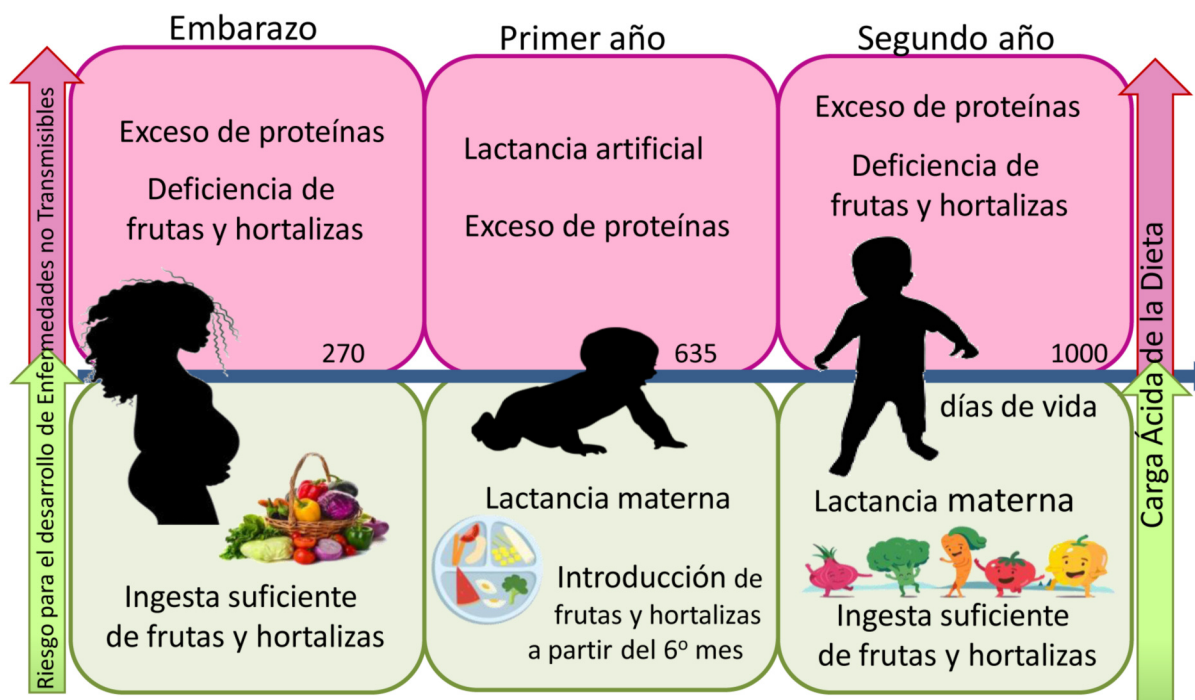 Embarazo
Primer año
Segundo año
Riesgo para el desarrollo de Enfermedades no Transmisibles
Exceso de proteínas
Deficiencia de
frutas y hortalizas
270
Lactancia artificial
Exceso de proteínas
635
Exceso de proteínas
Deficiencia de
frutas y hortalizas
1000
Carga Ácida de la Dieta
días de vida
Ingesta suficiente
de frutas y hortalizas
Lactancia materna
Introducción de
frutas y hortalizas
a partir del 6º mes
Lactancia materna
Ingesta suficiente
de frutas y hortalizas